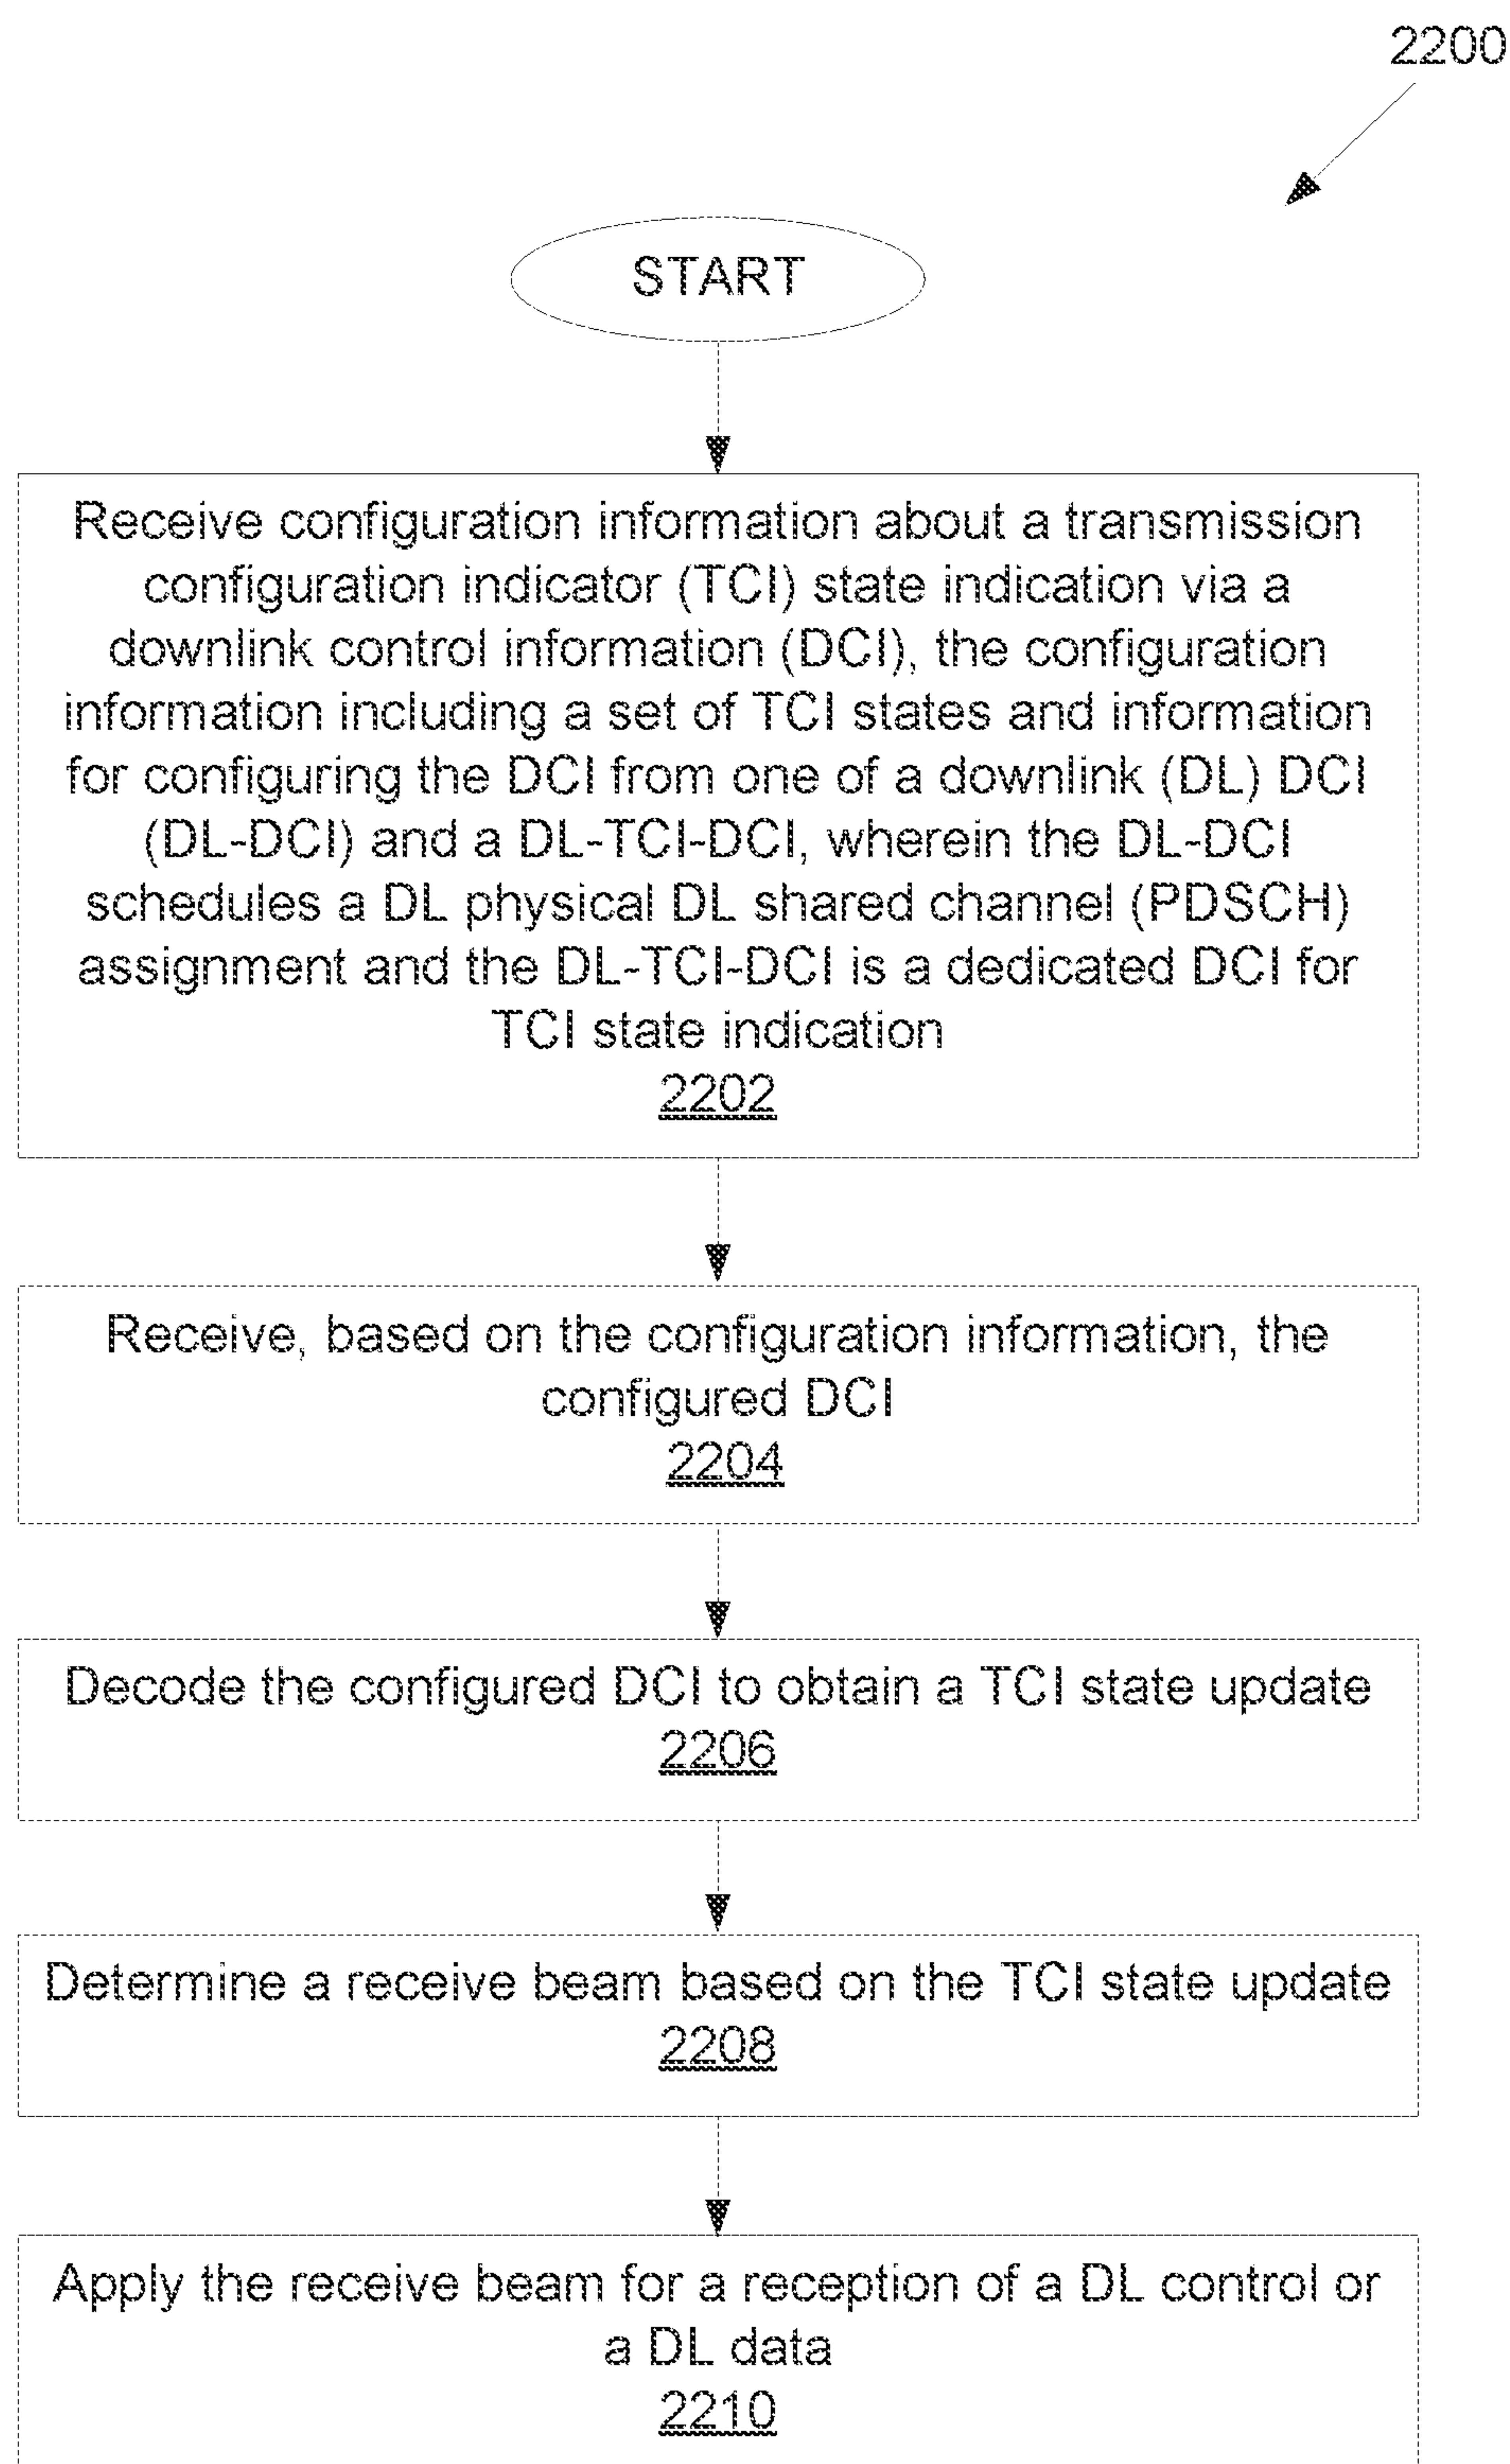 2200
START
Receive configuration information about a transmission
configuration indicator (TCI) state indication via a
downlink control information (DCI), the configuration
information including a set of TCI states and information
for configuring the DCI from one of a downlink (DL) DCI
(DL-DCI) and a DL-TCI-DCI, wherein the DL-DCI
schedules a DL physical DL shared channel (PDSCH)
assignment and the DL-TCI-DCI is a dedicated DCI for
TCI state indication
2202
Receive, based on the configuration information, the
configured DCI
2204
Decode the configured DCI to obtain a TCI state update
2206
Determine a receive beam based on the TCI state update
2208
Apply the receive beam for a reception of a DL control or
a DL data
2210